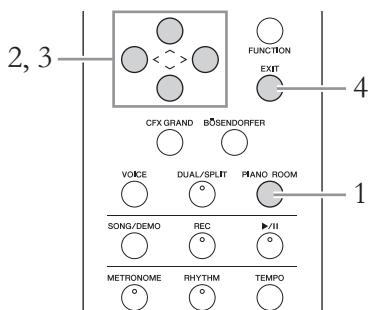 2, 3
< ^ v >
FUNCTION
EXIT
4
CFX GRAND BÖSENDORFER
VOICE DUAL/SPLIT PIANO ROOM
1
SONG/DEMO REC ▶/II
METRONOME RHYTHM TEMPO